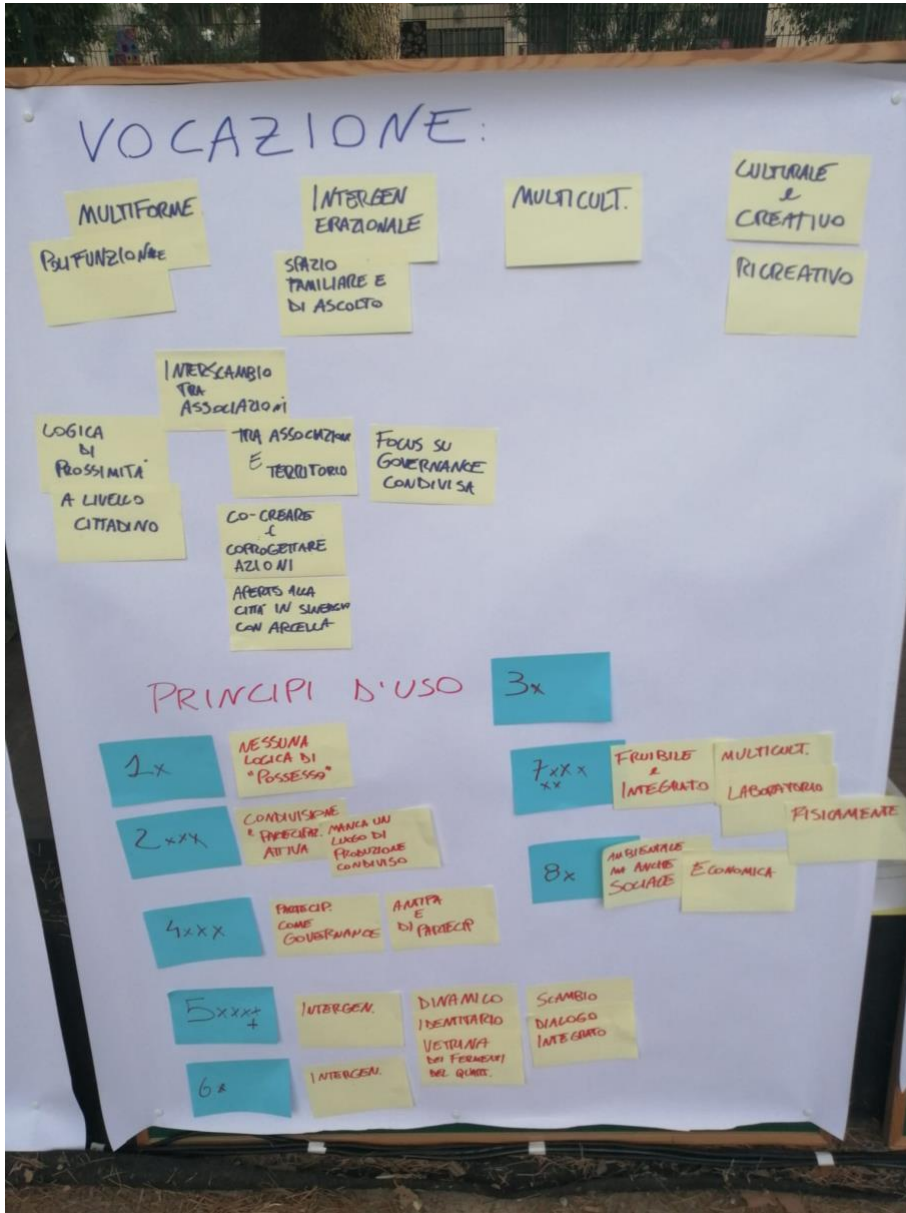 VOCAZIONE:
MULTIFORME
POLIFUNZIONALE
INTERGEN
ERAZIONALE
SPAZIO
FAMILIARE E
DI ASCOLTO
MULTICULT.
CULTURALE
e
CREATIVO
RICREATIVO
INTERSCAMBIO
TRA
ASSOCIAZIONI
LOGICA
DI
PROSSIMITÀ
A LIVELLO
CITTADINO
TRA ASSOCIAZIONI
E TERRITORIO
FOCUS SU
GOVERNANCE
CONDIVISA
CO-CREARE
E
COPROGETTARE
AZIONI
APERTO ALLA
CITTÀ IN SINERGIA
CON ARCELLA
PRINCIPI D'USO
3x
1x
NESSUNA
LOGICA DI
"POSSESSO"
2xxx
CONDIVISIONE
e PARTECIPAZ.
ATTIVA
MANCA UN
LUOGO DI
PRODUZIONE
CONDIVISO
4xxx
PARTECIP.
COME
GOVERNANCE
E
DI PARTECIP
5xxxx
+
INTERGEN.
DINAMICO
IDENTITARIO
VETRINA
DEI FERMENTI
DEL QUART.
SCAMBIO
DIALOGO
INTEGRATO
6x
INTERGEN.
7xxx
xx
FRUIBILE
e
INTEGRATO
MULTICULT.
LABORATORIO
FISICAMENTE
8x
AMBIENTALE
MA ANCHE
SOCIALE
ECONOMICA